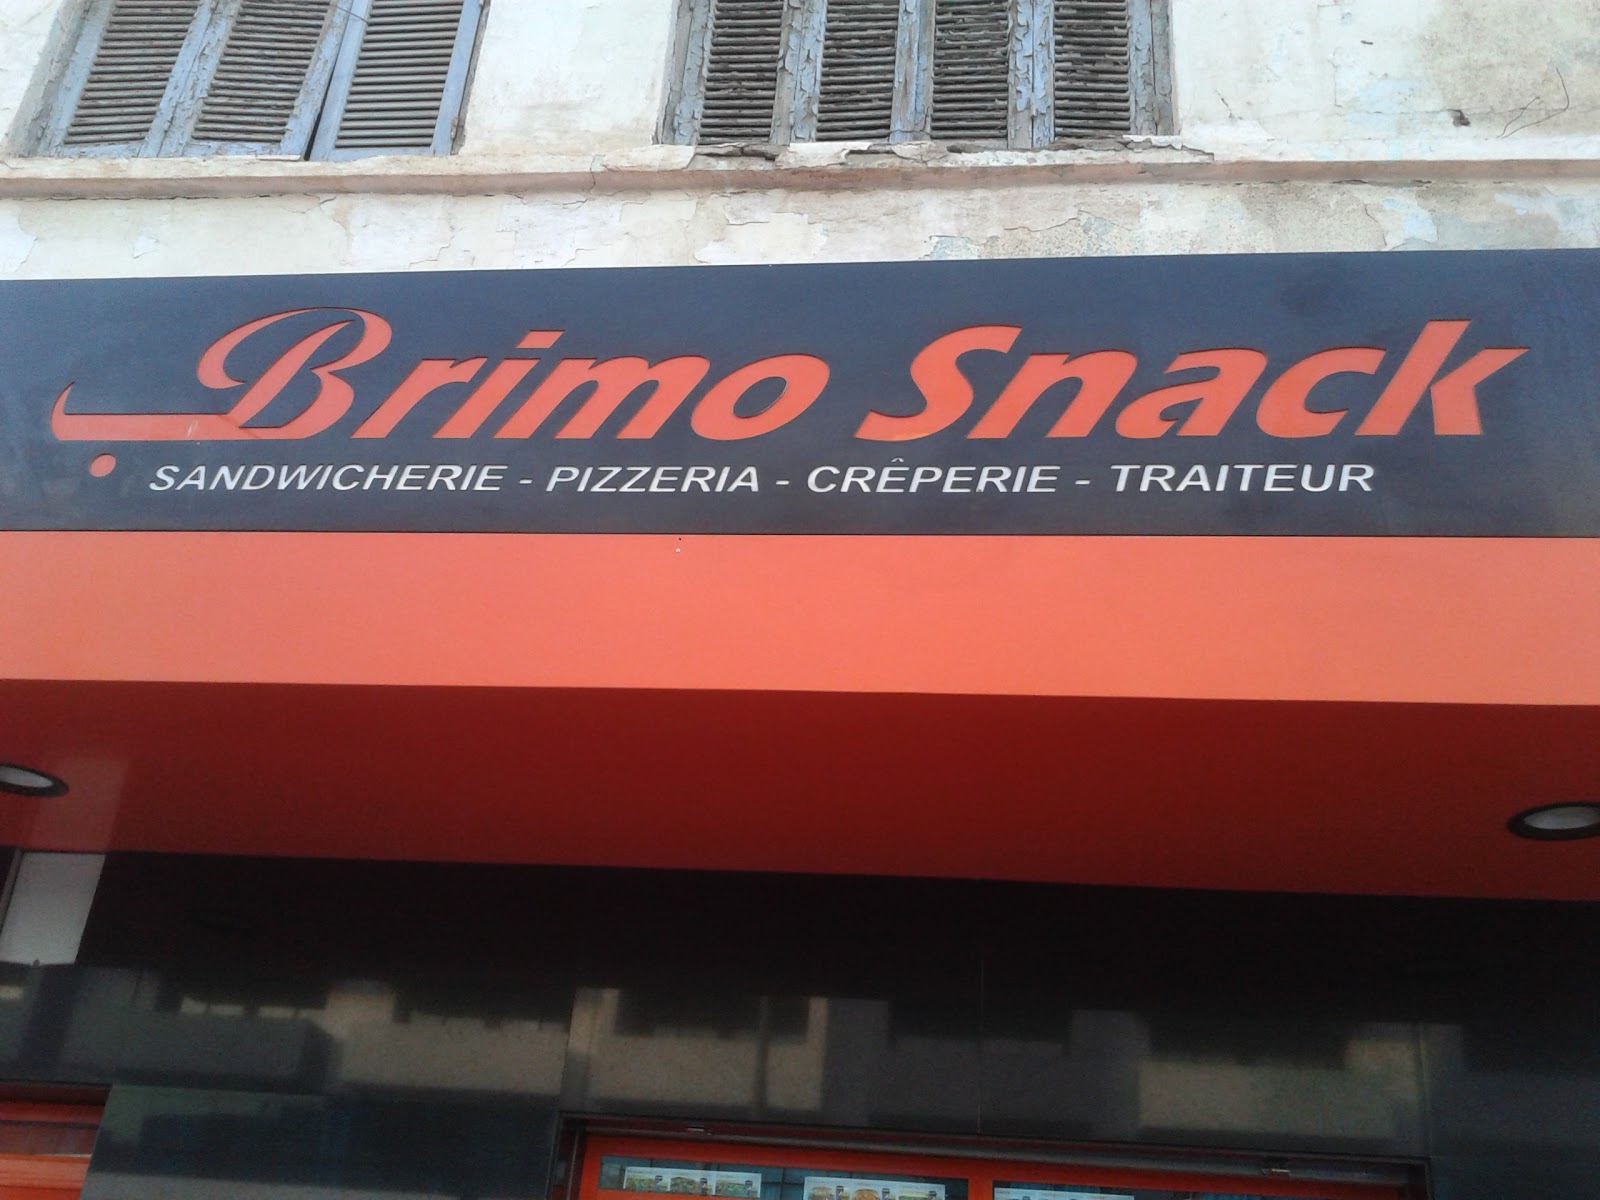 Brimo Snack
SANDWICHERIE - PIZZERIA - CRÊPERIE - TRAITEUR